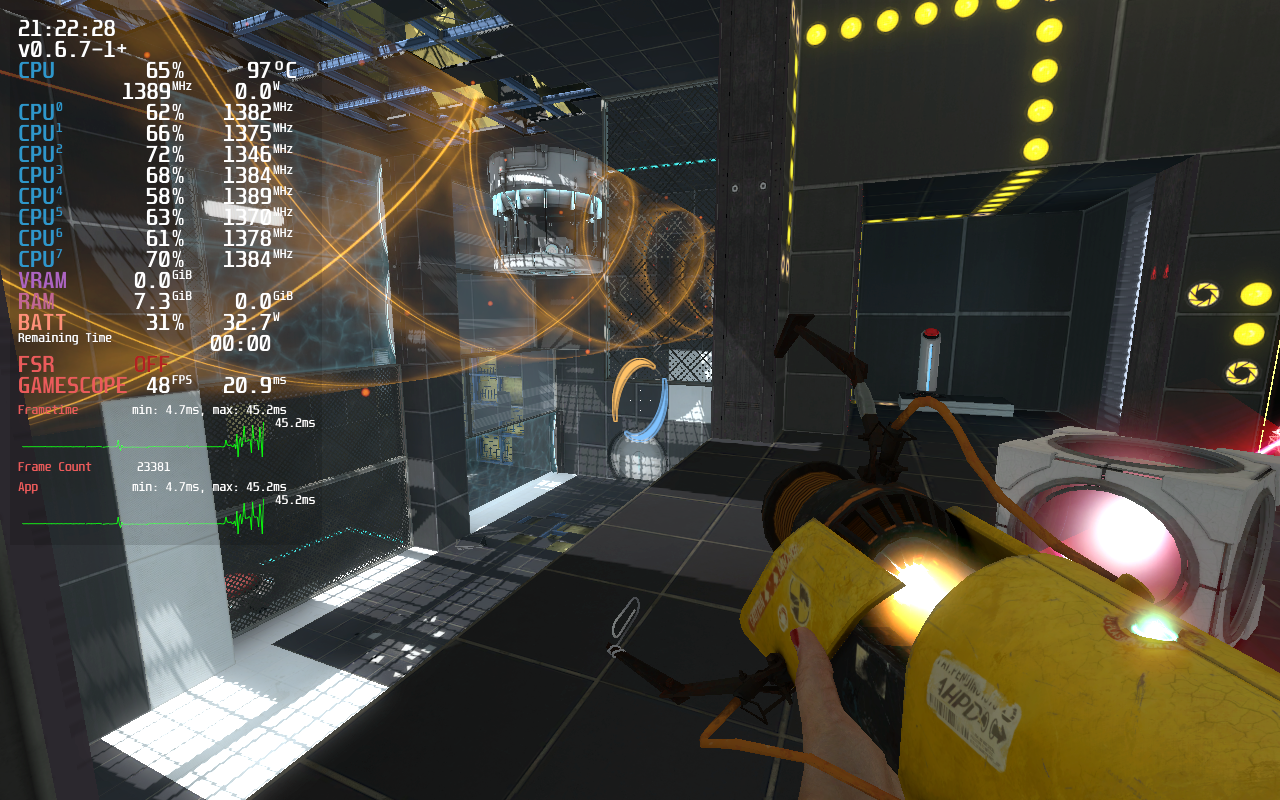 21:22:28
v0.6.7-1+
CPU 65% 97°C
1389MHz 0.0W
CPU0 62% 1382MHz
CPU1 66% 1375MHz
CPU2 72% 1346MHz
CPU3 68% 1384MHz
CPU4 58% 1389MHz
CPU5 63% 1370MHz
CPU6 61% 1378MHz
CPU7 70% 1384MHz
VRAM 0.0GiB
RAM 7.3GiB 0.0GiB
BATT 31% 32.7W
Remaining Time 00:00
FSR OFF
GAMESCOPE 48FPS 20.9ms
Frametime min: 4.7ms, max: 45.2ms
45.2ms
Frame Count 23381
App min: 4.7ms, max: 45.2ms
45.2ms